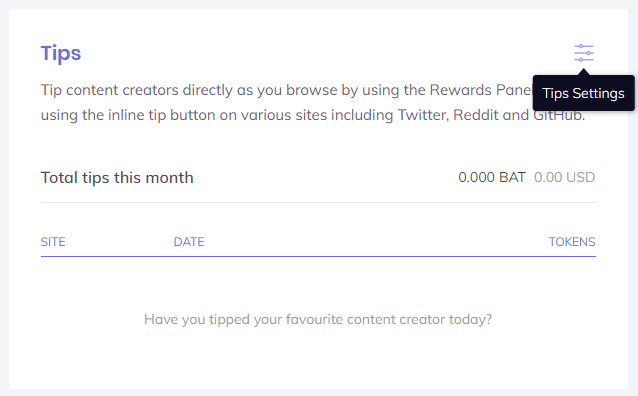 Tips
Tip content creators directly as you browse by using the Rewards Pane
Tips Settings
using the inline tip button on various sites including Twitter, Reddit and GitHub.
Total tips this month 0.000 BAT 0.00 USD
SITE DATE TOKENS
Have you tipped your favourite content creator today?